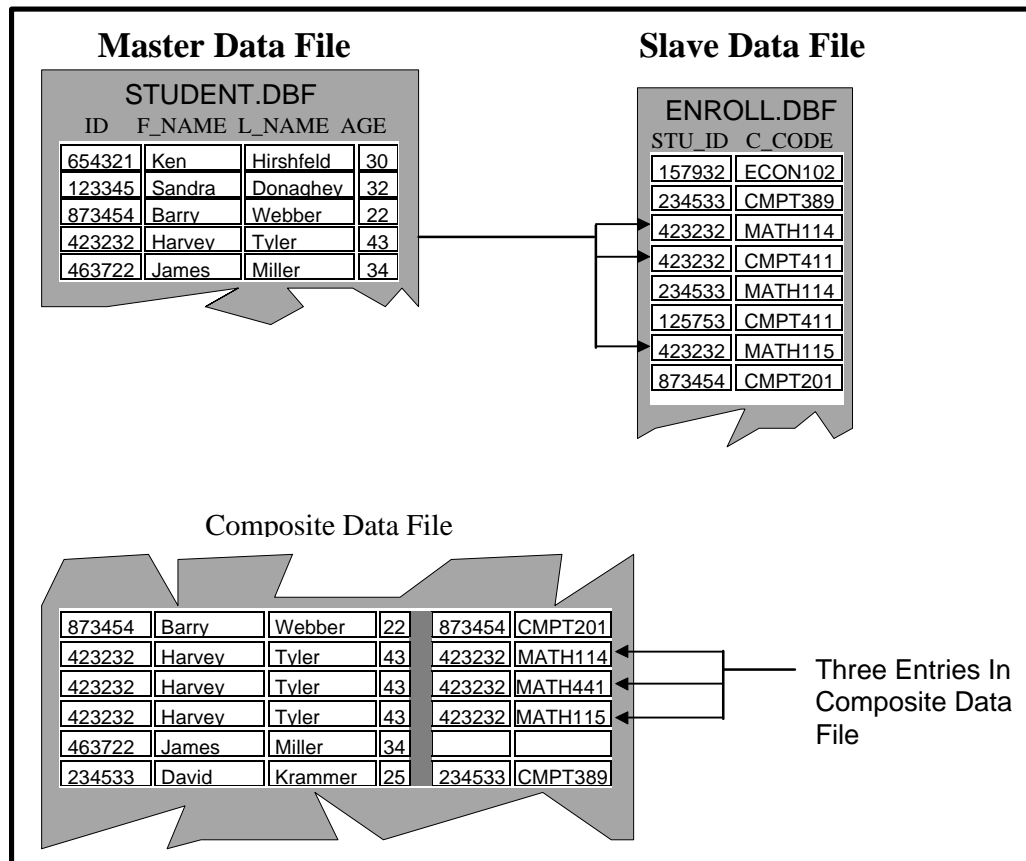 Master Data File
STUDENT.DBF
ID F_NAME L_NAME AGE
654321 Ken Hirshfeld 30
123345 Sandra Donaghey 32
873454 Barry Webber 22
423232 Harvey Tyler 43
463722 James Miller 34
Slave Data File
ENROLL.DBF
STU_ID C_CODE
157932 ECON102
234533 CMPT389
423232 MATH114
423232 CMPT411
234533 MATH114
125753 CMPT411
423232 MATH115
873454 CMPT201
Composite Data File
873454 Barry Webber 22 873454 CMPT201
423232 Harvey Tyler 43 423232 MATH114
423232 Harvey Tyler 43 423232 MATH441
423232 Harvey Tyler 43 423232 MATH115
463722 James Miller 34
234533 David Krammer 25 234533 CMPT389
Three Entries In
Composite Data
File